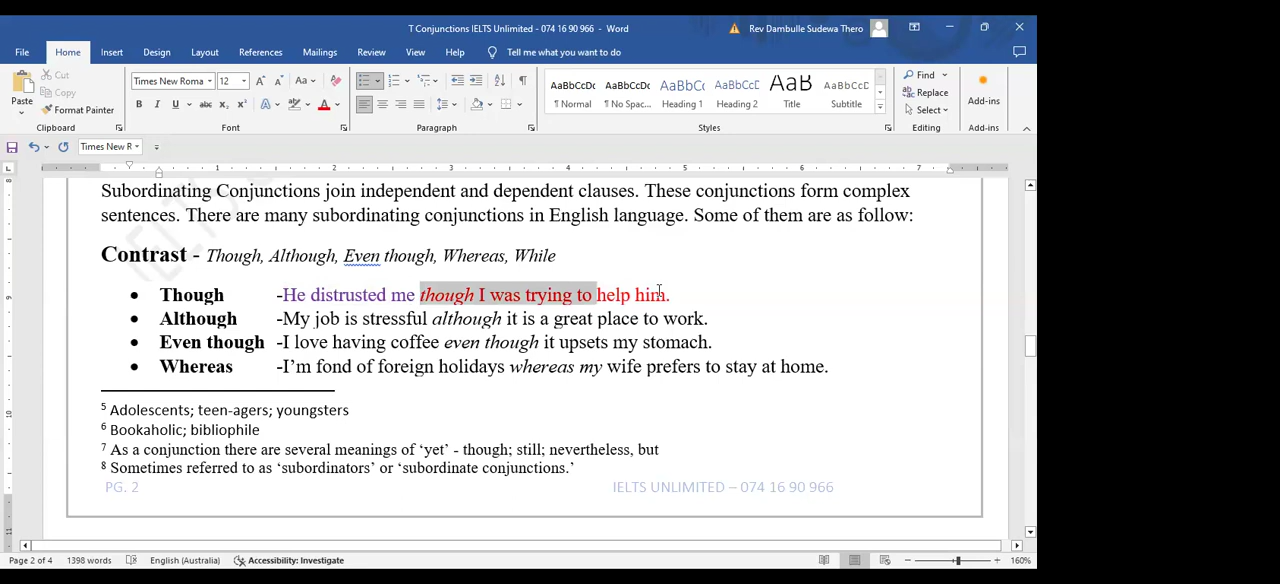 T Conjunctions IELTS Unlimited - 074 16 90 966 - Word
Rev Dambulle Sudewa Thero
File Home Insert Design Layout References Mailings Review View Help Tell me what you want to do
Paste
Cut
Copy
Format Painter
Times New Roma 12
AaBbCcDc AaBbCcDc AaBbCc AaBbCcD AaB AaBbCcD
¶ Normal ¶ No Spac... Heading 1 Heading 2 Title Subtitle
Find
Replace
Select
Add-ins
Clipboard Font Paragraph Styles Editing Add-ins
Times New R
1 2 3 4 5 6 7
Subordinating Conjunctions join independent and dependent clauses. These conjunctions form complex
sentences. There are many subordinating conjunctions in English language. Some of them are as follow:
Contrast - Though, Although, Even though, Whereas, While
• Though -He distrusted me though I was trying to help him.
• Although -My job is stressful although it is a great place to work.
• Even though -I love having coffee even though it upsets my stomach.
• Whereas -I’m fond of foreign holidays whereas my wife prefers to stay at home.
5 Adolescents; teen-agers; youngsters
6 Bookaholic; bibliophile
7 As a conjunction there are several meanings of ‘yet’ - though; still; nevertheless, but
8 Sometimes referred to as ‘subordinators’ or ‘subordinate conjunctions.’
PG. 2 IELTS UNLIMITED – 074 16 90 966
Page 2 of 4 1398 words English (Australia) Accessibility: Investigate 160%